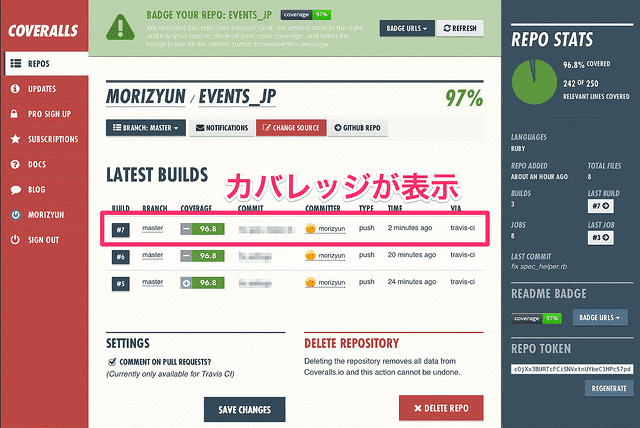 COVERALLS
REPOS
UPDATES
PRO SIGN UP
SUBSCRIPTIONS
DOCS
BLOG
MORIZYUN
SIGN OUT
BADGE YOUR REPO: EVENTS_JP
coverage 97%
We detected this repo isn't badged! Grab the embed code to the right,
add it to your repo to show off your code coverage, and when the
badge is live hit the refresh button to remove this message.
BADGE URLS
REFRESH
MORIZYUN / EVENTS_JP
97%
BRANCH: MASTER
NOTIFICATIONS
CHANGE SOURCE
GITHUB REPO
LATEST BUILDS
カバレッジが表示
BUILD BRANCH COVERAGE COMMIT COMMITTER TYPE TIME VIA
#7 master 96.8 morizyun push 2 minutes ago travis-ci
#6 master 96.8 morizyun push 20 minutes ago travis-ci
#5 master 96.8 morizyun push 24 minutes ago travis-ci
SETTINGS
COMMENT ON PULL REQUESTS?
(Currently only available for Travis CI)
SAVE CHANGES
DELETE REPOSITORY
Deleting the repository removes all data from
Coveralls.io and this action cannot be undone.
DELETE REPO
REPO STATS
96.8% COVERED
242 OF 250
RELEVANT LINES COVERED
LANGUAGES
RUBY
REPO ADDED TOTAL FILES
ABOUT AN HOUR AGO 8
BUILDS LAST BUILD
3 #7
JOBS LAST JOB
8 #3
LAST COMMIT
fix spec_helper.rb
README BADGE
coverage 97%
BADGE URLS
REPO TOKEN
REGENERATE